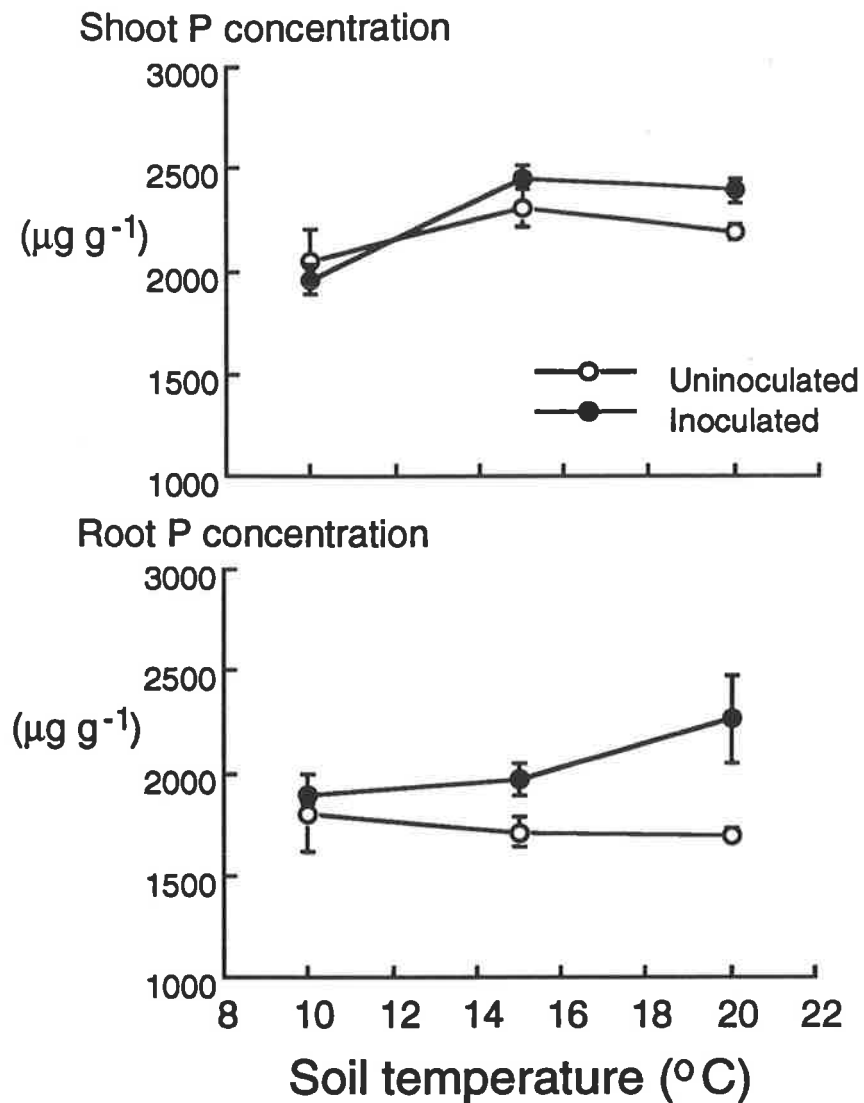 Shoot P concentration
3000
2500
(µg g-1)
2000
1500
Uninoculated
Inoculated
1000
Root P concentration
3000
2500
(µg g-1)
2000
1500
1000
8 10 12 14 16 18 20 22
Soil temperature (°C)